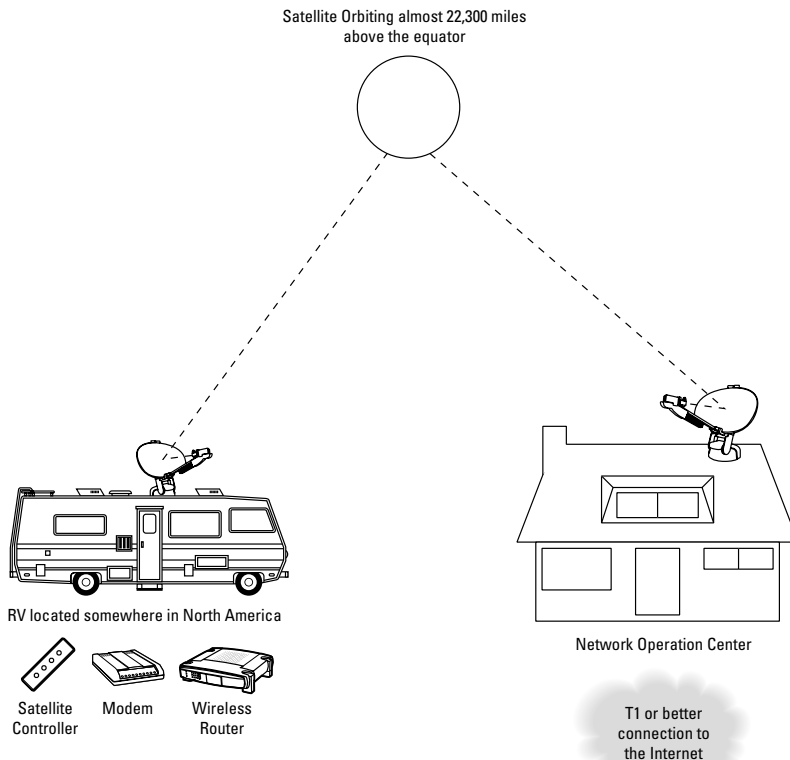 Satellite Orbiting almost 22,300 miles
above the equator
RV located somewhere in North America
Satellite
Controller
Modem
Wireless
Router
Network Operation Center
T1 or better
connection to
the Internet